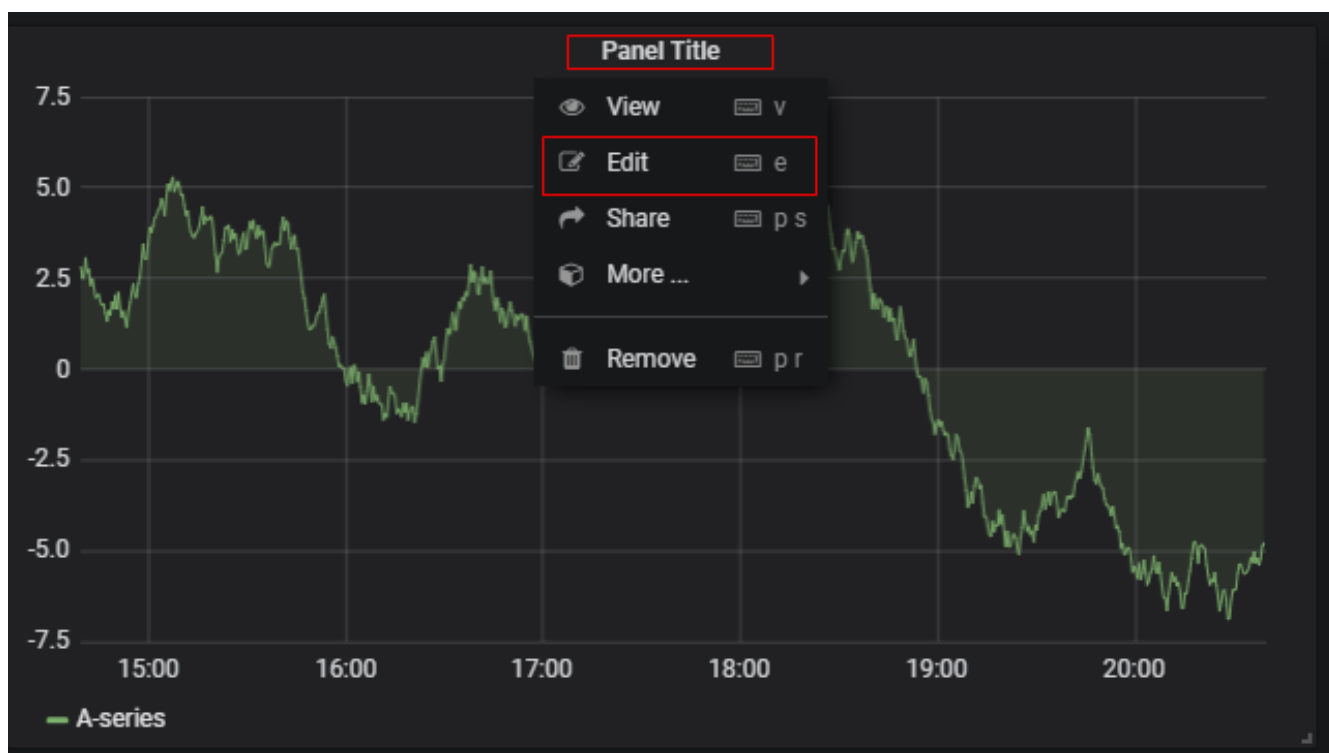 Panel Title
View v
Edit e
Share p s
More ...
Remove p r
7.5
5.0
2.5
0
-2.5
-5.0
-7.5
15:00 16:00 17:00 18:00 19:00 20:00
A-series